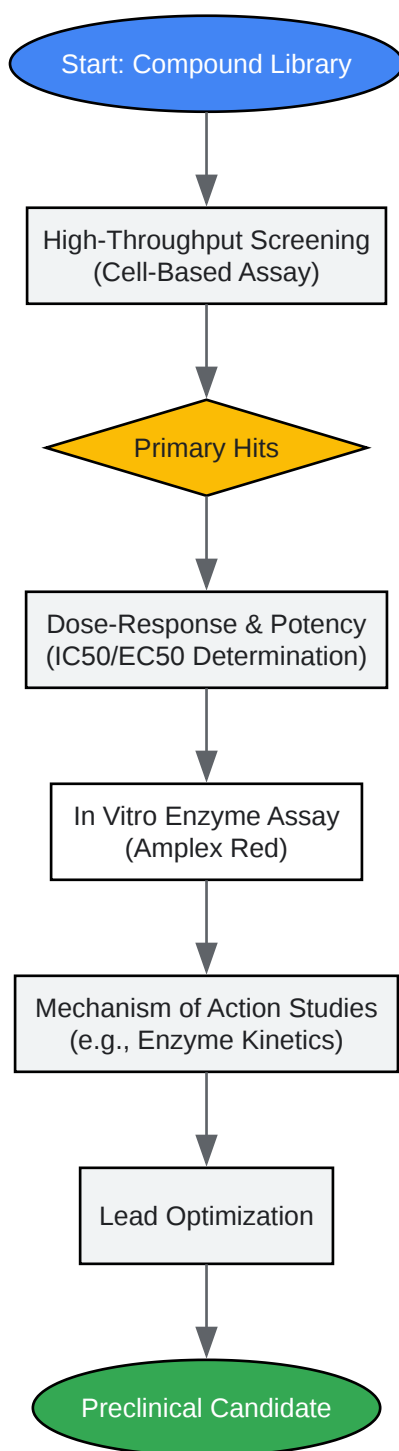 Start: Compound Library
High-Throughput Screening
(Cell-Based Assay)
Primary Hits
Dose-Response & Potency
(IC50/EC50 Determination)
In Vitro Enzyme Assay
(Amplex Red)
Mechanism of Action Studies
(e.g., Enzyme Kinetics)
Lead Optimization
Preclinical Candidate